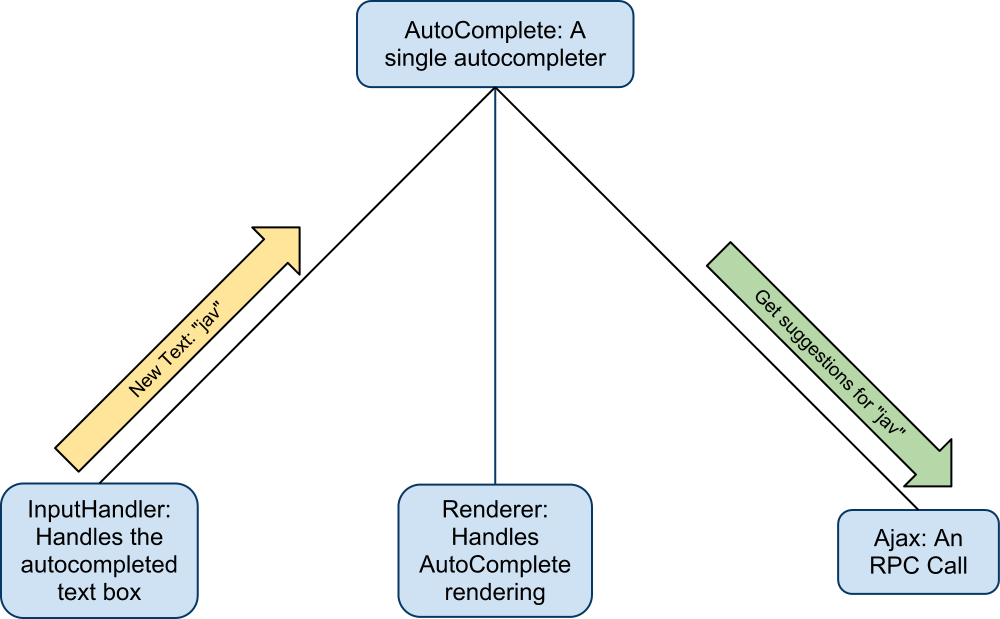 AutoComplete: A
single autocompleter
New Text: "jav"
Get suggestions for "jav"
InputHandler:
Handles the
autocompleted
text box
Renderer:
Handles
AutoComplete
rendering
Ajax: An
RPC Call